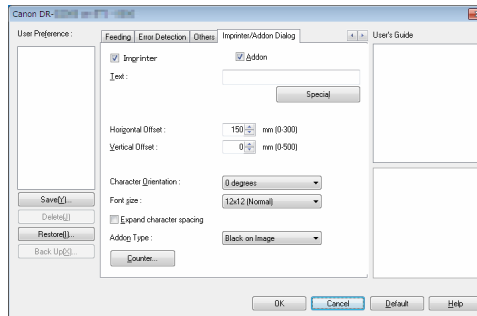 Canon DR-
User Preference :
Feeding Error Detection Others Imprinter/Addon Dialog
User's Guide
Imprinter Addon
Text :
Special
Horizontal Offset : 150 mm (0-300)
Vertical Offset : 0 mm (0-500)
Character Orientation : 0 degrees
Save(Y)...
Font size : 12x12 (Normal)
Delete(J)
Expand character spacing
Restore(I)...
Addon Type : Black on Image
Back Up(X)...
Counter...
OK Cancel Default Help